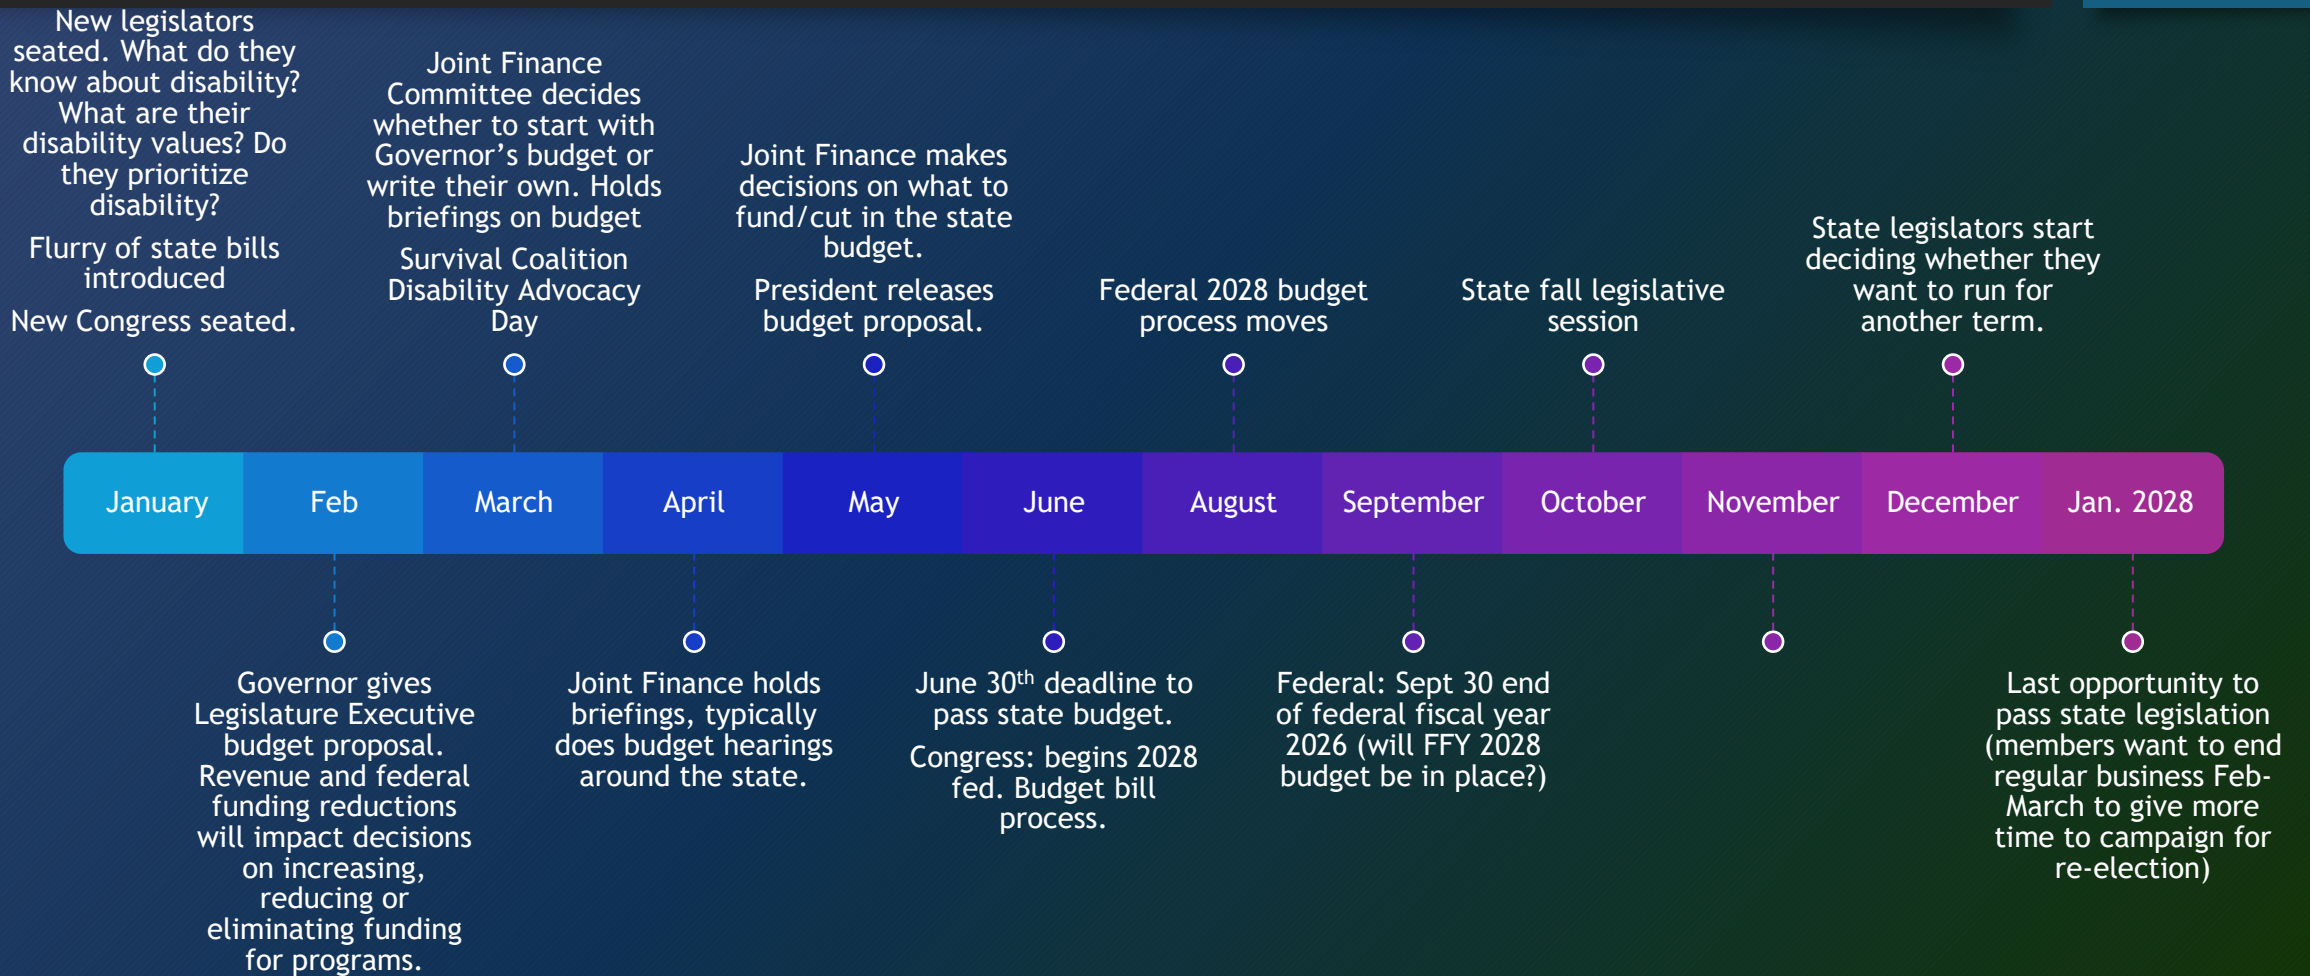 New legislators
seated. What do they
know about disability?
What are their
disability values? Do
they prioritize
disability?
Flurry of state bills
introduced
New Congress seated.
Joint Finance
Committee decides
whether to start with
Governor’s budget or
write their own. Holds
briefings on budget
Survival Coalition
Disability Advocacy
Day
Joint Finance makes
decisions on what to
fund/cut in the state
budget.
President releases
budget proposal.
Federal 2028 budget
process moves
State fall legislative
session
State legislators start
deciding whether they
want to run for
another term.
January
Feb
March
April
May
June
August
September
October
November
December
Jan. 2028
Governor gives
Legislature Executive
budget proposal.
Revenue and federal
funding reductions
will impact decisions
on increasing,
reducing or
eliminating funding
for programs.
Joint Finance holds
briefings, typically
does budget hearings
around the state.
June 30th deadline to
pass state budget.
Congress: begins 2028
fed. Budget bill
process.
Federal: Sept 30 end
of federal fiscal year
2026 (will FFY 2028
budget be in place?)
Last opportunity to
pass state legislation
(members want to end
regular business Feb-
March to give more
time to campaign for
re-election)